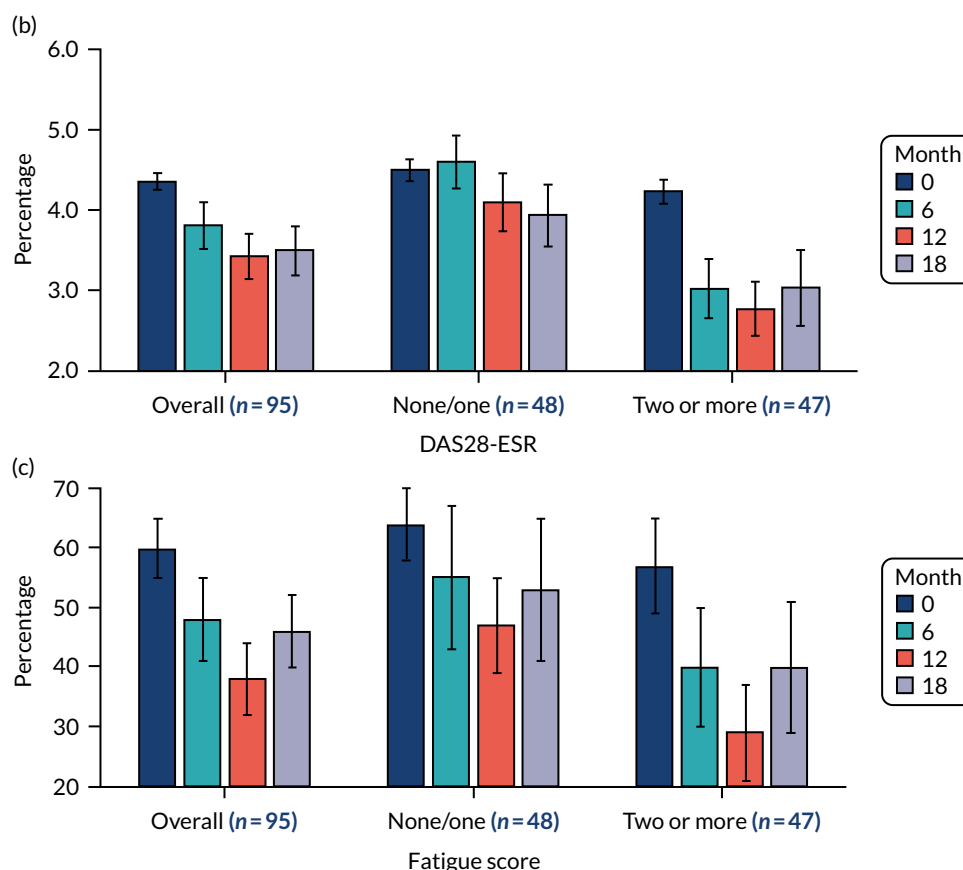 (b)
6.0
5.0
4.0
3.0
2.0
Percentage
Overall (n=95)
None/one (n=48)
Two or more (n=47)
DAS28-ESR
Month
0
6
12
18
(c)
70
60
50
40
30
20
Percentage
Overall (n=95)
None/one (n=48)
Two or more (n=47)
Fatigue score
Month
0
6
12
18